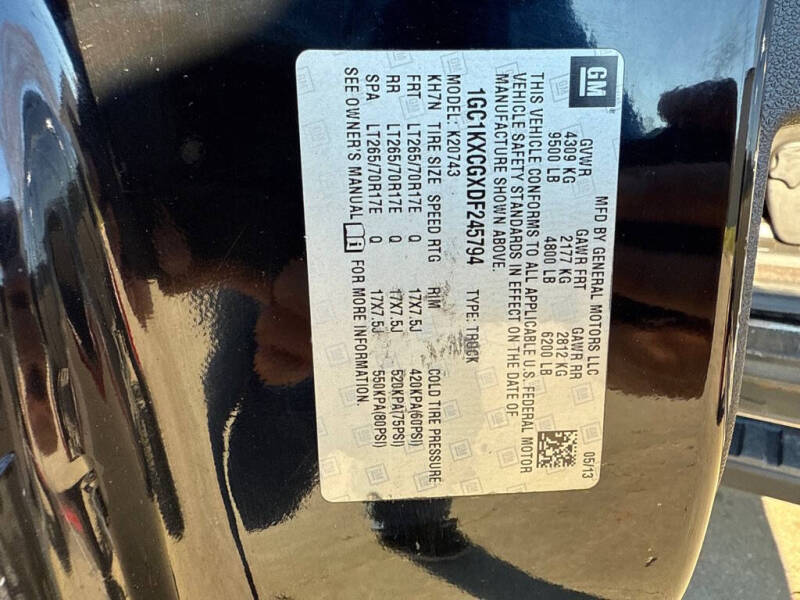 GM
MFD BY GENERAL MOTORS LLC 05/13
GVWR GAWR FRT GAWR RR
4309 KG 2177 KG 2812 KG
9500 LB 4800 LB 6200 LB
THIS VEHICLE CONFORMS TO ALL APPLICABLE U.S. FEDERAL MOTOR
VEHICLE SAFETY STANDARDS IN EFFECT ON THE DATE OF
MANUFACTURE SHOWN ABOVE.
1GC1KXCGXDF245794 TYPE: TRUCK
MODEL: K20743
KH7N TIRE SIZE SPEED RTG RIM COLD TIRE PRESSURE
FRT LT265/70R17E Q 17X7.5J 420KPA(60PSI)
RR LT265/70R17E Q 17X7.5J 520KPA(75PSI)
SPA LT265/70R17E Q 17X7.5J 550KPA(80PSI)
SEE OWNER'S MANUAL i FOR MORE INFORMATION.